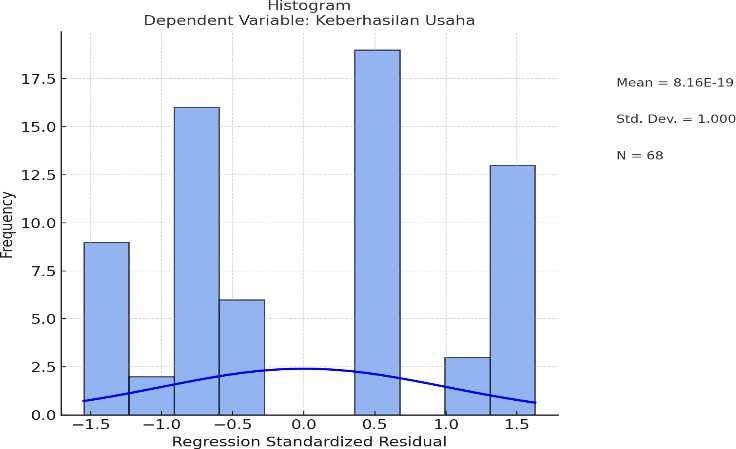 Histogram
Dependent Variable: Keberhasilan Usaha
Mean = 8.16E-19
Std. Dev. = 1.000
N = 68
Frequency
17.5
15.0
12.5
10.0
7.5
5.0
2.5
0.0
−1.5 −1.0 −0.5 0.0 0.5 1.0 1.5
Regression Standardized Residual